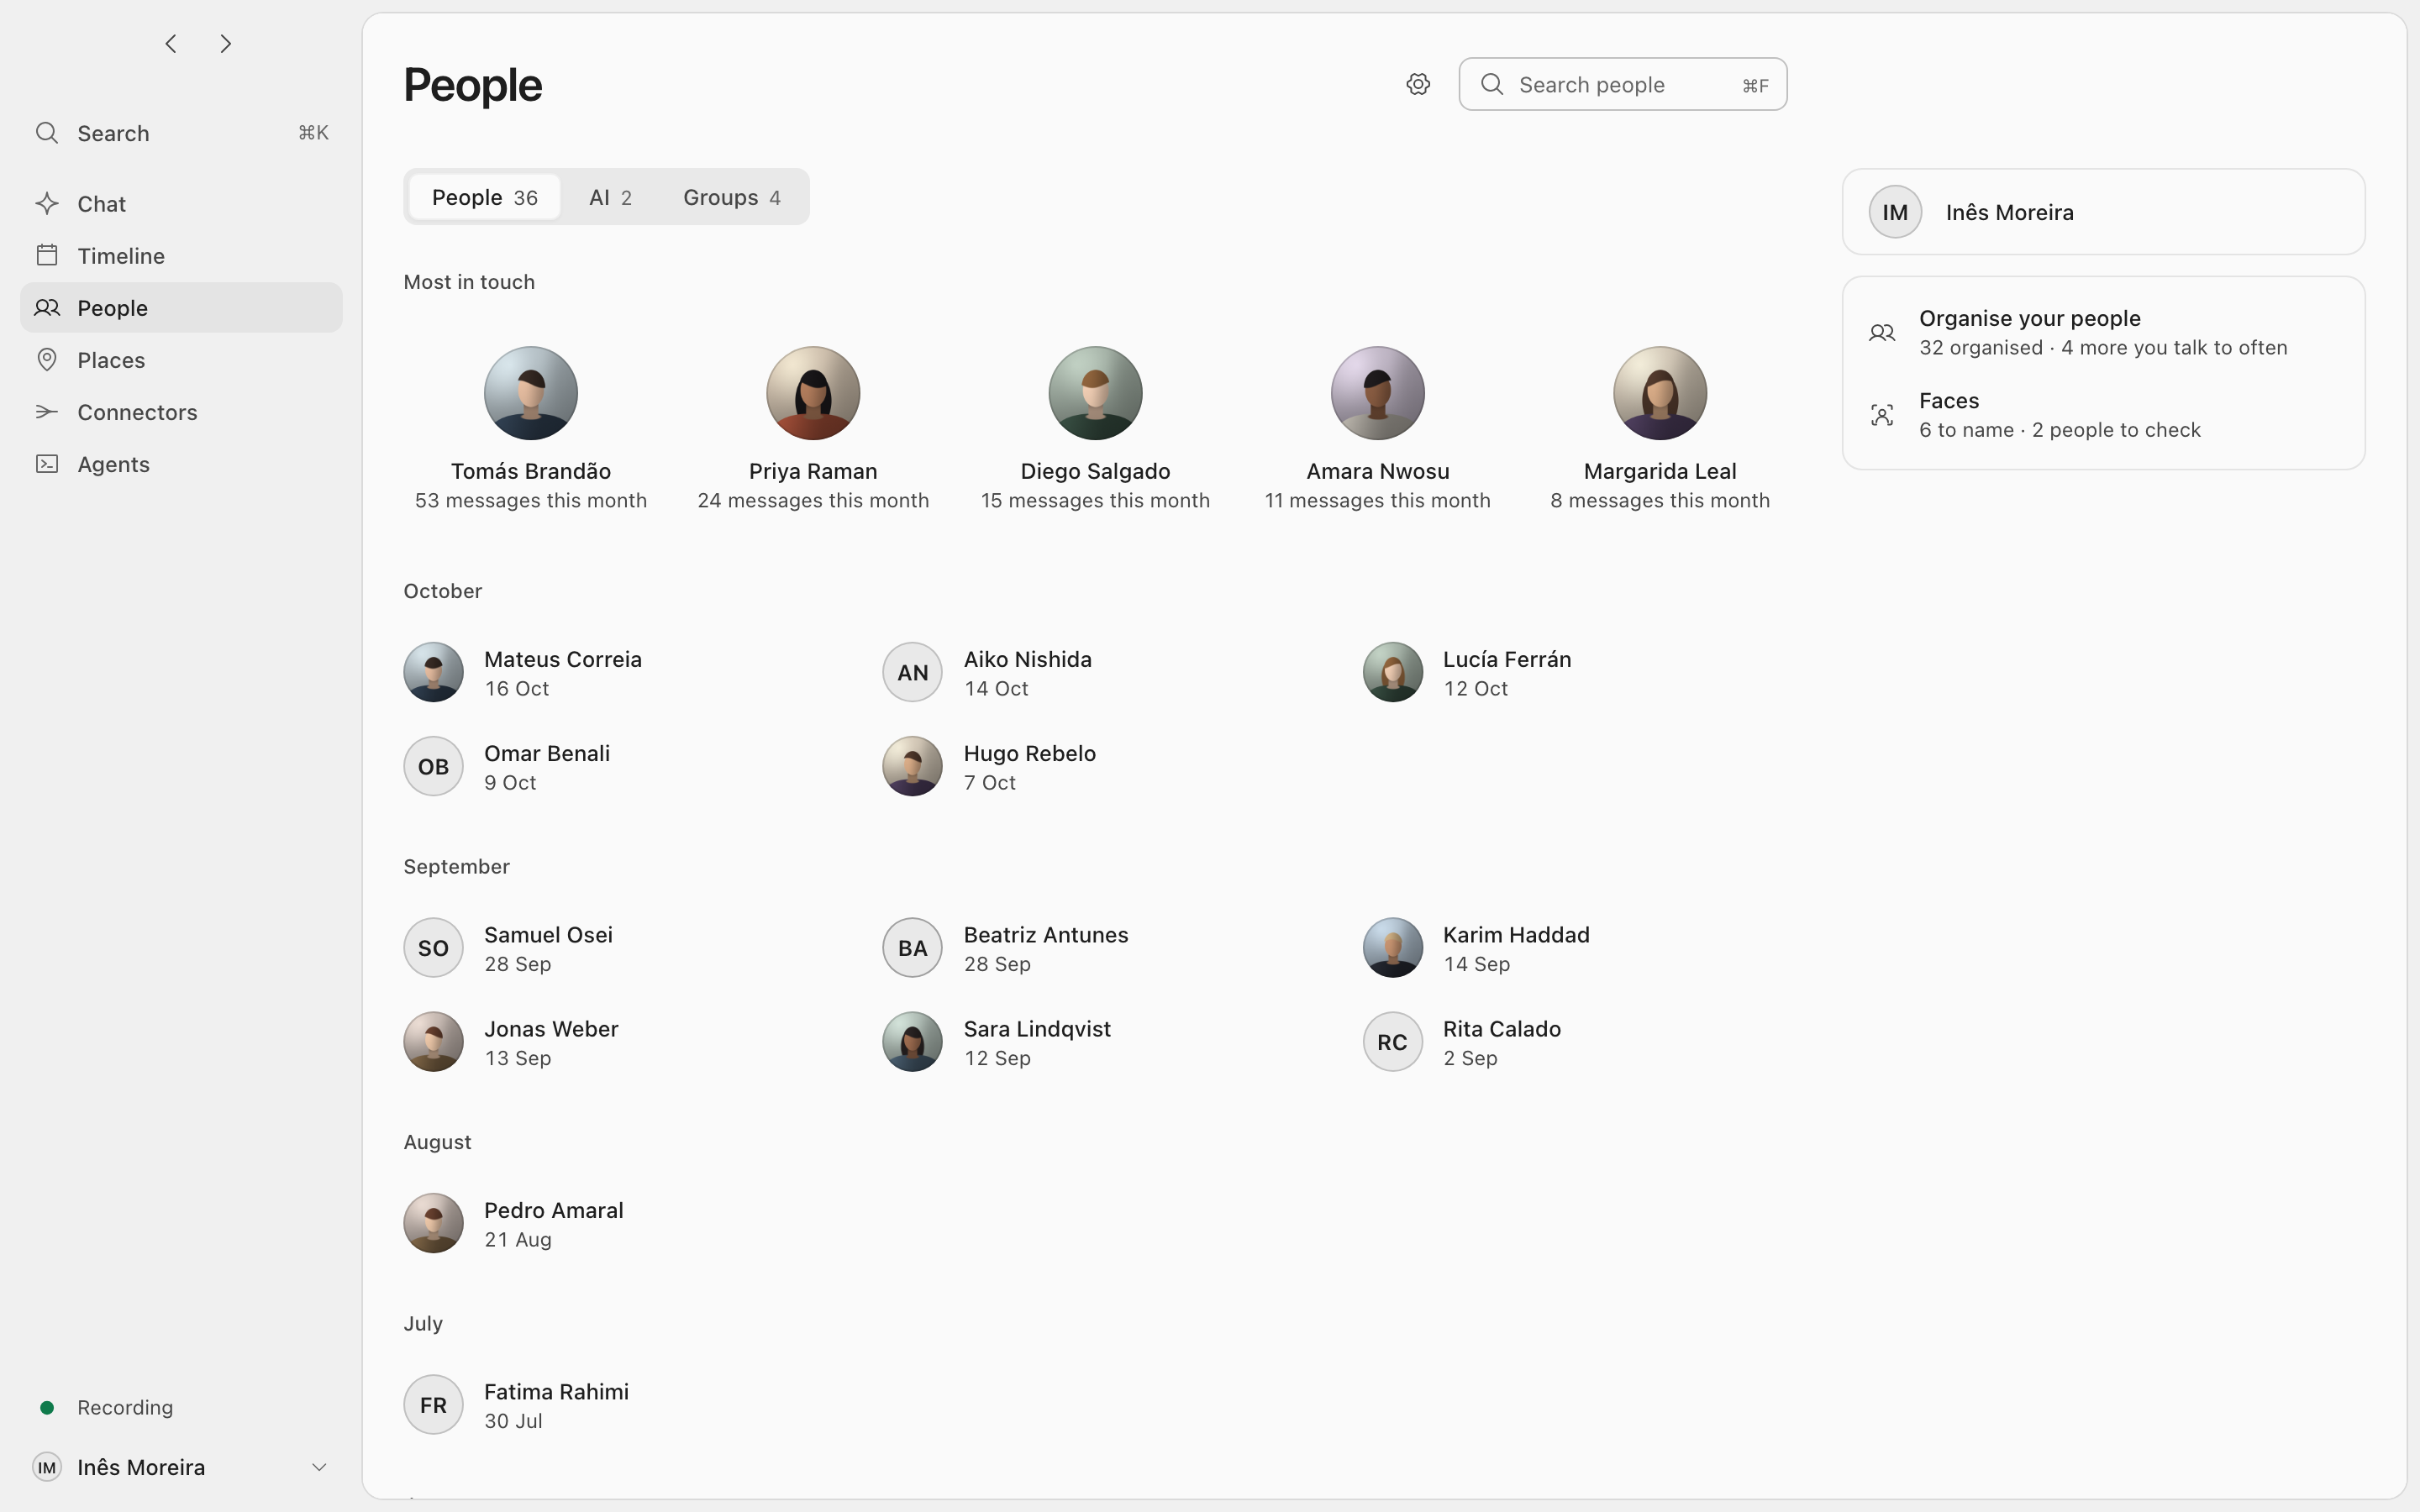 Search ⌘K
Chat
Timeline
People
Places
Connectors
Agents
Recording
IM Inês Moreira
People
Search people ⌘F
People 36 AI 2 Groups 4
Most in touch
Tomás Brandão
53 messages this month
Priya Raman
24 messages this month
Diego Salgado
15 messages this month
Amara Nwosu
11 messages this month
Margarida Leal
8 messages this month
October
Mateus Correia
16 Oct
AN Aiko Nishida
14 Oct
Lucía Ferrán
12 Oct
OB Omar Benali
9 Oct
Hugo Rebelo
7 Oct
September
SO Samuel Osei
28 Sep
BA Beatriz Antunes
28 Sep
Karim Haddad
14 Sep
Jonas Weber
13 Sep
Sara Lindqvist
12 Sep
RC Rita Calado
2 Sep
August
Pedro Amaral
21 Aug
July
FR Fatima Rahimi
30 Jul
IM Inês Moreira
Organise your people
32 organised · 4 more you talk to often
Faces
6 to name · 2 people to check